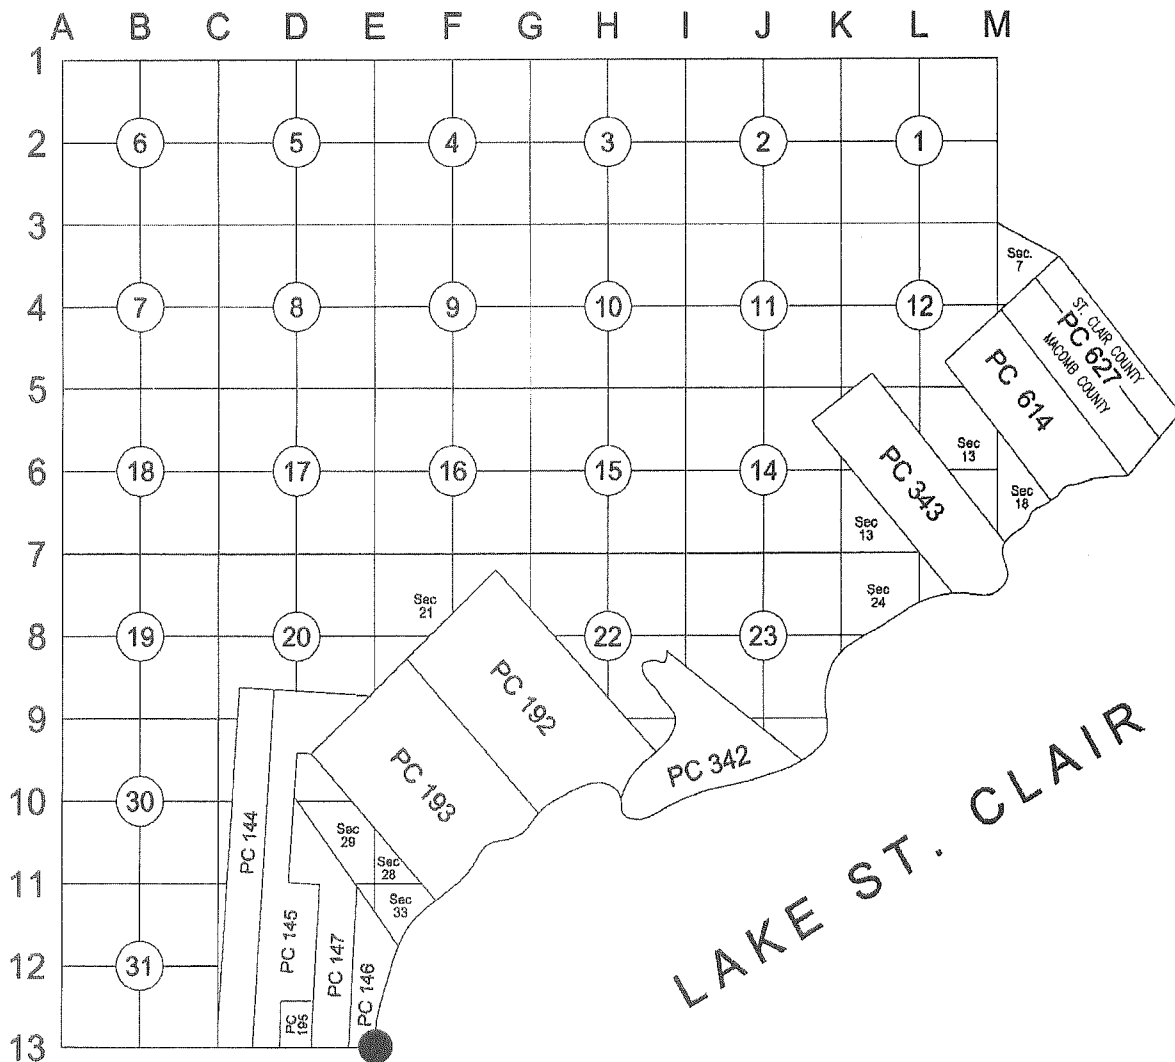 A B C D E F G H I J K L M
1
2 6 5 4 3 2 1
3
Sec.
7
4 7 8 9 10 11 12
ST. CLAIR COUNTY
PC 627
MACOMB COUNTY
PC 614
5
Sec
13
6 18 17 16 15 14
PC 343
Sec
18
Sec
13
7
Sec
24
Sec
21
8 19 20 22 23
PC 192
9
PC 342
PC 193
10 30
PC 144
Sec
29
Sec
28
11
Sec
33
PC 145
PC 147
12 31
PC 146
PC
195
13
LAKE ST. CLAIR